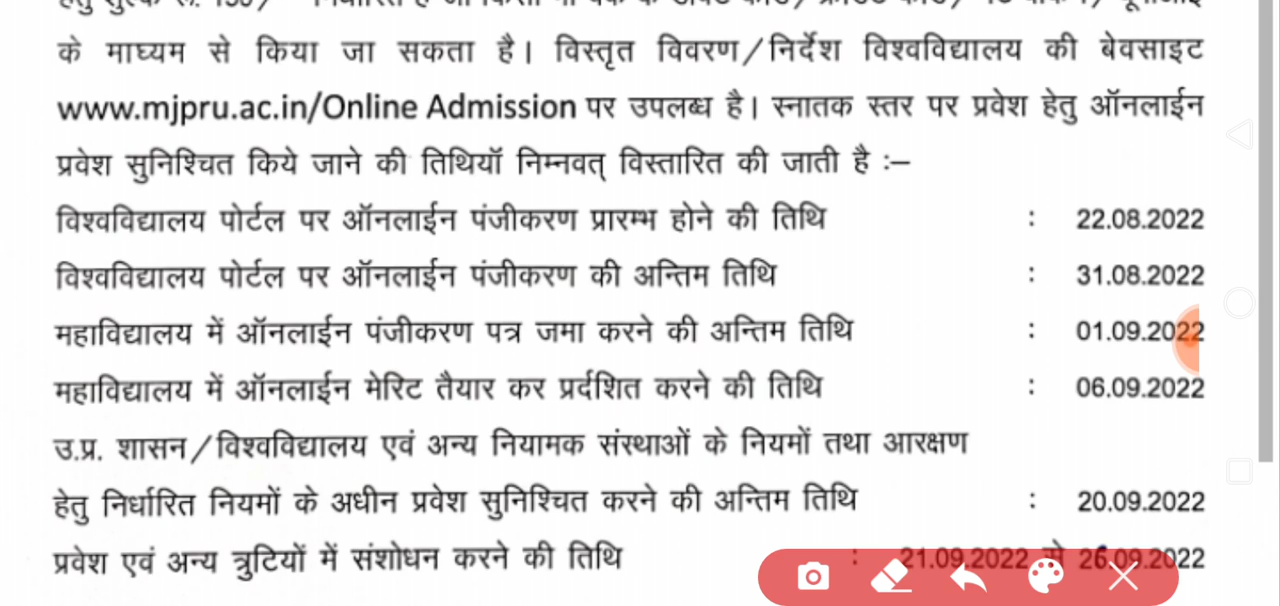 के माध्यम से किया जा सकता है। विस्तृत विवरण/निर्देश विश्वविद्यालय की बेवसाइट
www.mjpru.ac.in/Online Admission पर उपलब्ध है। स्नातक स्तर पर प्रवेश हेतु ऑनलाईन
प्रवेश सुनिश्चित किये जाने की तिथियॉ निम्नवत् विस्तारित की जाती है :–
विश्वविद्यालय पोर्टल पर ऑनलाईन पंजीकरण प्रारम्भ होने की तिथि : 22.08.2022
विश्वविद्यालय पोर्टल पर ऑनलाईन पंजीकरण की अन्तिम तिथि : 31.08.2022
महाविद्यालय में ऑनलाईन पंजीकरण पत्र जमा करने की अन्तिम तिथि : 01.09.2022
महाविद्यालय में ऑनलाईन मेरिट तैयार कर प्रर्दशित करने की तिथि : 06.09.2022
उ.प्र. शासन/विश्वविद्यालय एवं अन्य नियामक संस्थाओं के नियमों तथा आरक्षण
हेतु निर्धारित नियमों के अधीन प्रवेश सुनिश्चित करने की अन्तिम तिथि : 20.09.2022
प्रवेश एवं अन्य त्रुटियों में संशोधन करने की तिथि : 21.09.2022 से 26.09.2022